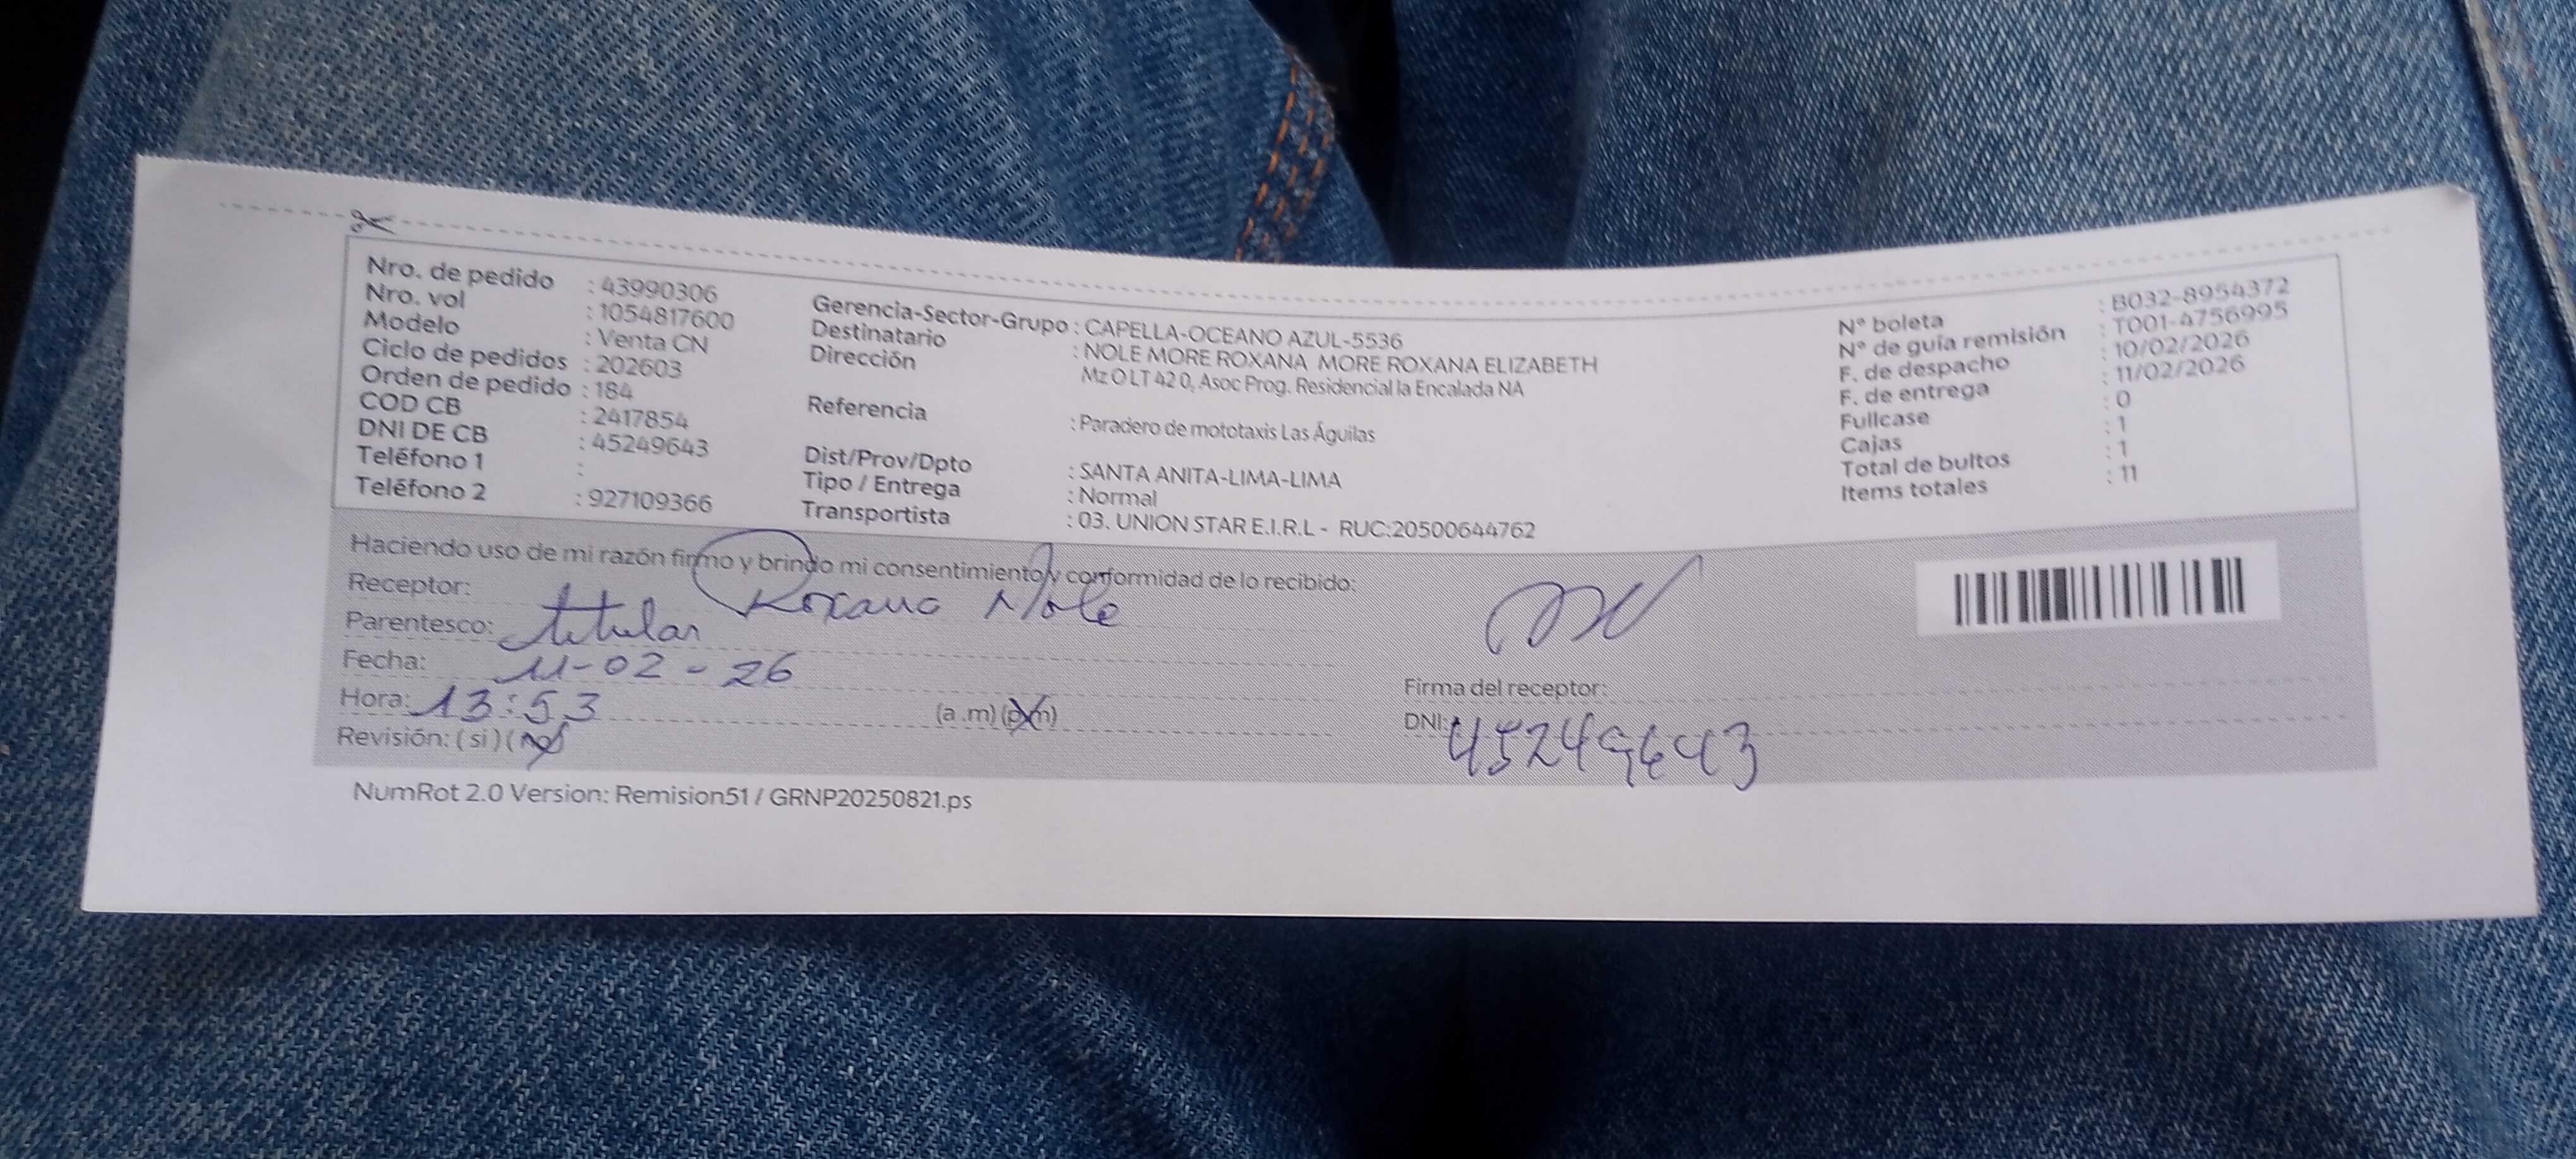 Nro. de pedido : 43990306
Nro. vol : 1054817600
Modelo : Venta CN
Ciclo de pedidos : 202603
Orden de pedido : 184
COD CB : 2417854
DNI DE CB : 45249643
Teléfono 1 :
Teléfono 2 : 927109366
Gerencia-Sector-Grupo : CAPELLA-OCEANO AZUL-5536
Destinatario : NOLE MORE ROXANA MORE ROXANA ELIZABETH
Dirección Mz O LT 42 0, Asoc Prog. Residencial la Encalada NA
Referencia : Paradero de mototaxis Las Águilas
Dist/Prov/Dpto : SANTA ANITA-LIMA-LIMA
Tipo / Entrega : Normal
Transportista : 03. UNION STAR E.I.R.L - RUC:20500644762
N° boleta : B032-8954372
N° de guía remisión : T001-4756995
F. de despacho : 10/02/2026
F. de entrega : 11/02/2026
Fullcase : 0
Cajas : 1
Total de bultos : 1
Items totales : 11
Haciendo uso de mi razón firmo y brindo mi consentimiento y conformidad de lo recibido:
Receptor: Roxana Nole
Parentesco: titular
Fecha: 11-02-26
Hora: 13:53 (a .m) (p.m)
Revisión: ( si ) ( no )
Firma del receptor:
DNI: 45249643
NumRot 2.0 Version: Remision51 / GRNP20250821.ps